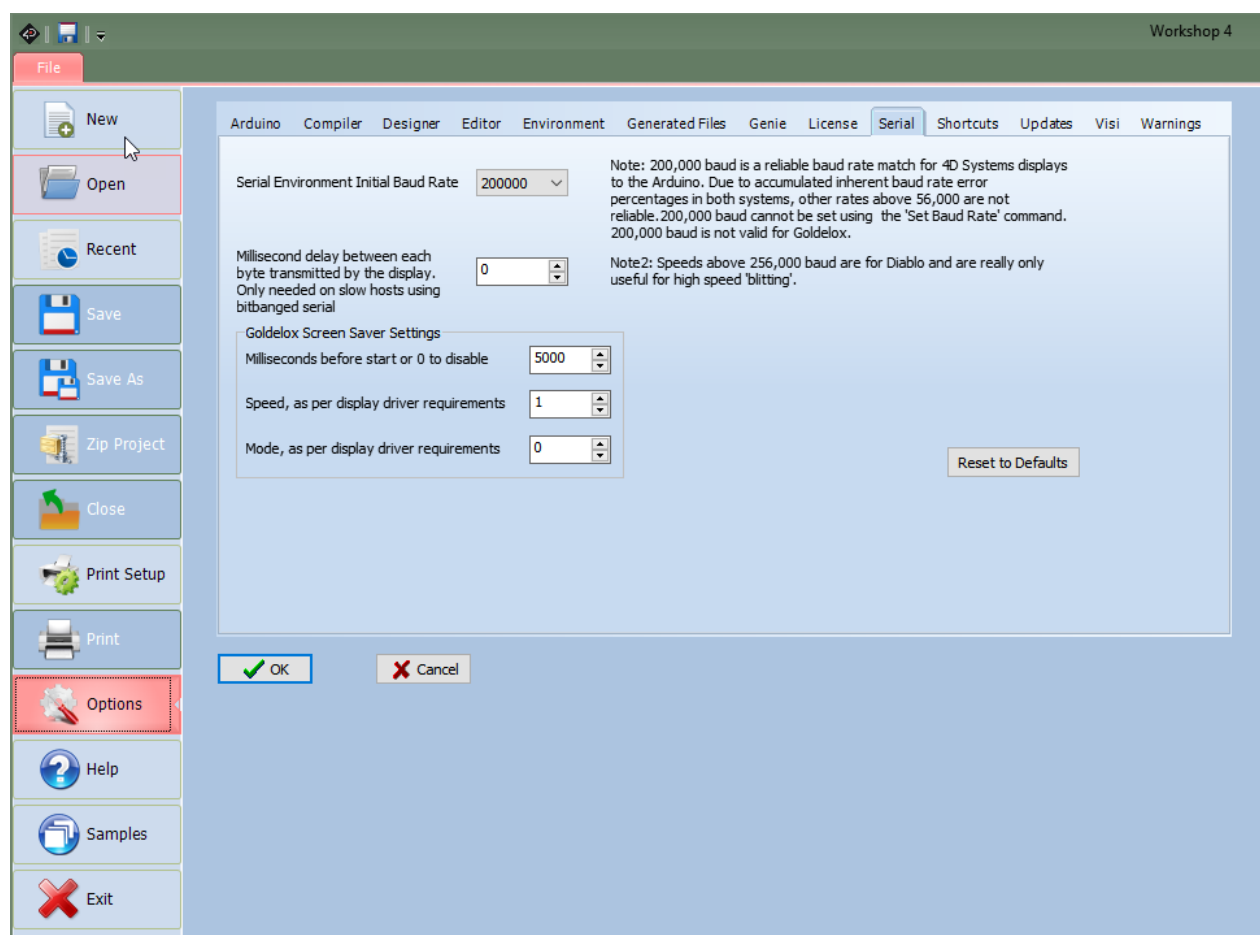 Workshop 4
File
New
Open
Recent
Save
Save As
Zip Project
Close
Print Setup
Print
Options
Help
Samples
Exit
Arduino Compiler Designer Editor Environment Generated Files Genie License Serial Shortcuts Updates Visi Warnings
Serial Environment Initial Baud Rate 200000
Note: 200,000 baud is a reliable baud rate match for 4D Systems displays
to the Arduino. Due to accumulated inherent baud rate error
percentages in both systems, other rates above 56,000 are not
reliable.200,000 baud cannot be set using the 'Set Baud Rate' command.
200,000 baud is not valid for Goldelox.
Millisecond delay between each
byte transmitted by the display.
Only needed on slow hosts using
bitbanged serial
0
Note2: Speeds above 256,000 baud are for Diablo and are really only
useful for high speed 'blitting'.
Goldelox Screen Saver Settings
Milliseconds before start or 0 to disable 5000
Speed, as per display driver requirements 1
Mode, as per display driver requirements 0
Reset to Defaults
OK Cancel